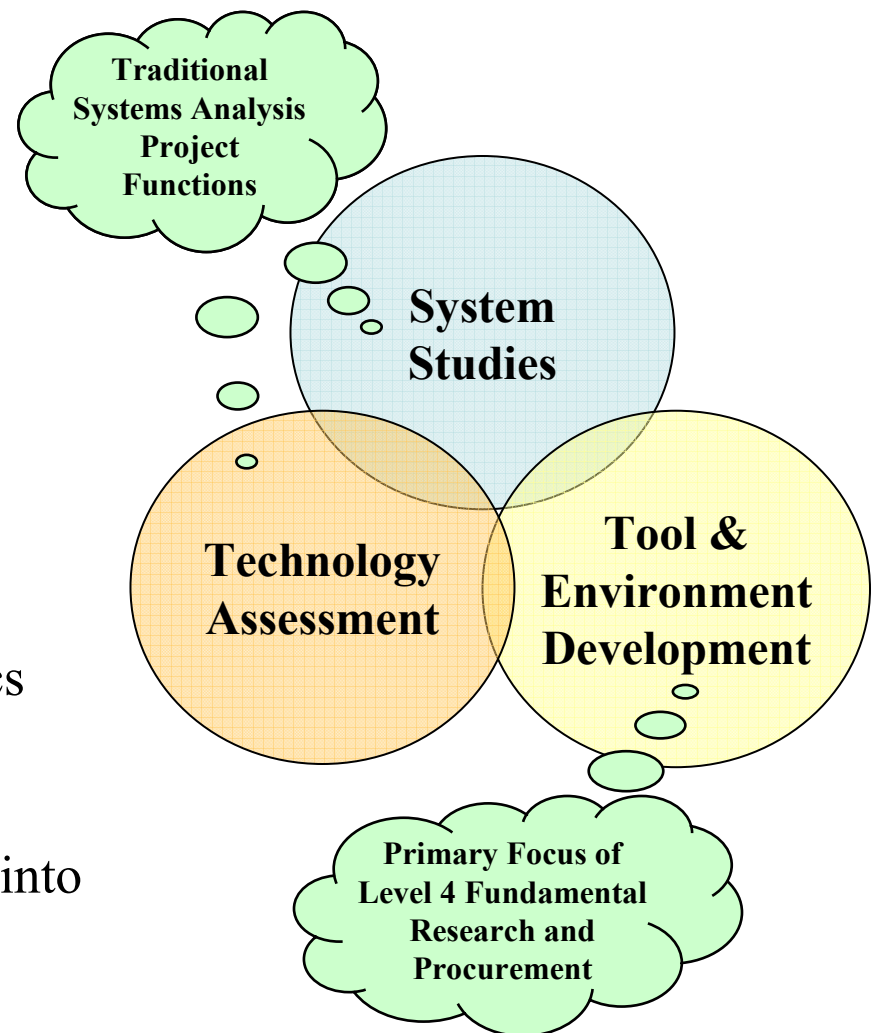 Traditional
Systems Analysis
Project
Functions
System
Studies
Technology
Assessment
Tool &
Environment
Development
into
Primary Focus of
Level 4 Fundamental
Research and
Procurement